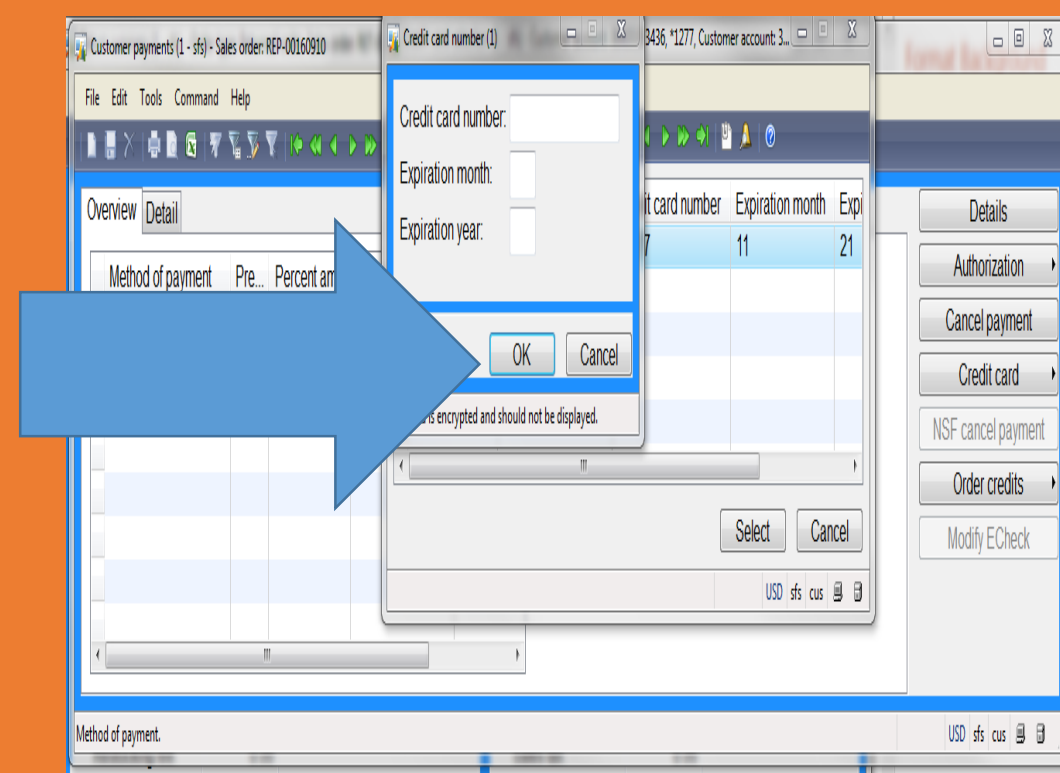 Customer payments (1 - sfs) - Sales order: REP-00160910
File Edit Tools Command Help
Overview Detail
Method of payment Pre... Percent am
Credit card number (1)
Credit card number:
Expiration month:
Expiration year:
OK Cancel
is encrypted and should not be displayed.
3436, *1277, Customer account: 3...
it card number Expiration month Expi
7 11 21
Select Cancel
USD sfs cus
Details
Authorization
Cancel payment
Credit card
NSF cancel payment
Order credits
Modify ECheck
Method of payment.
USD sfs cus